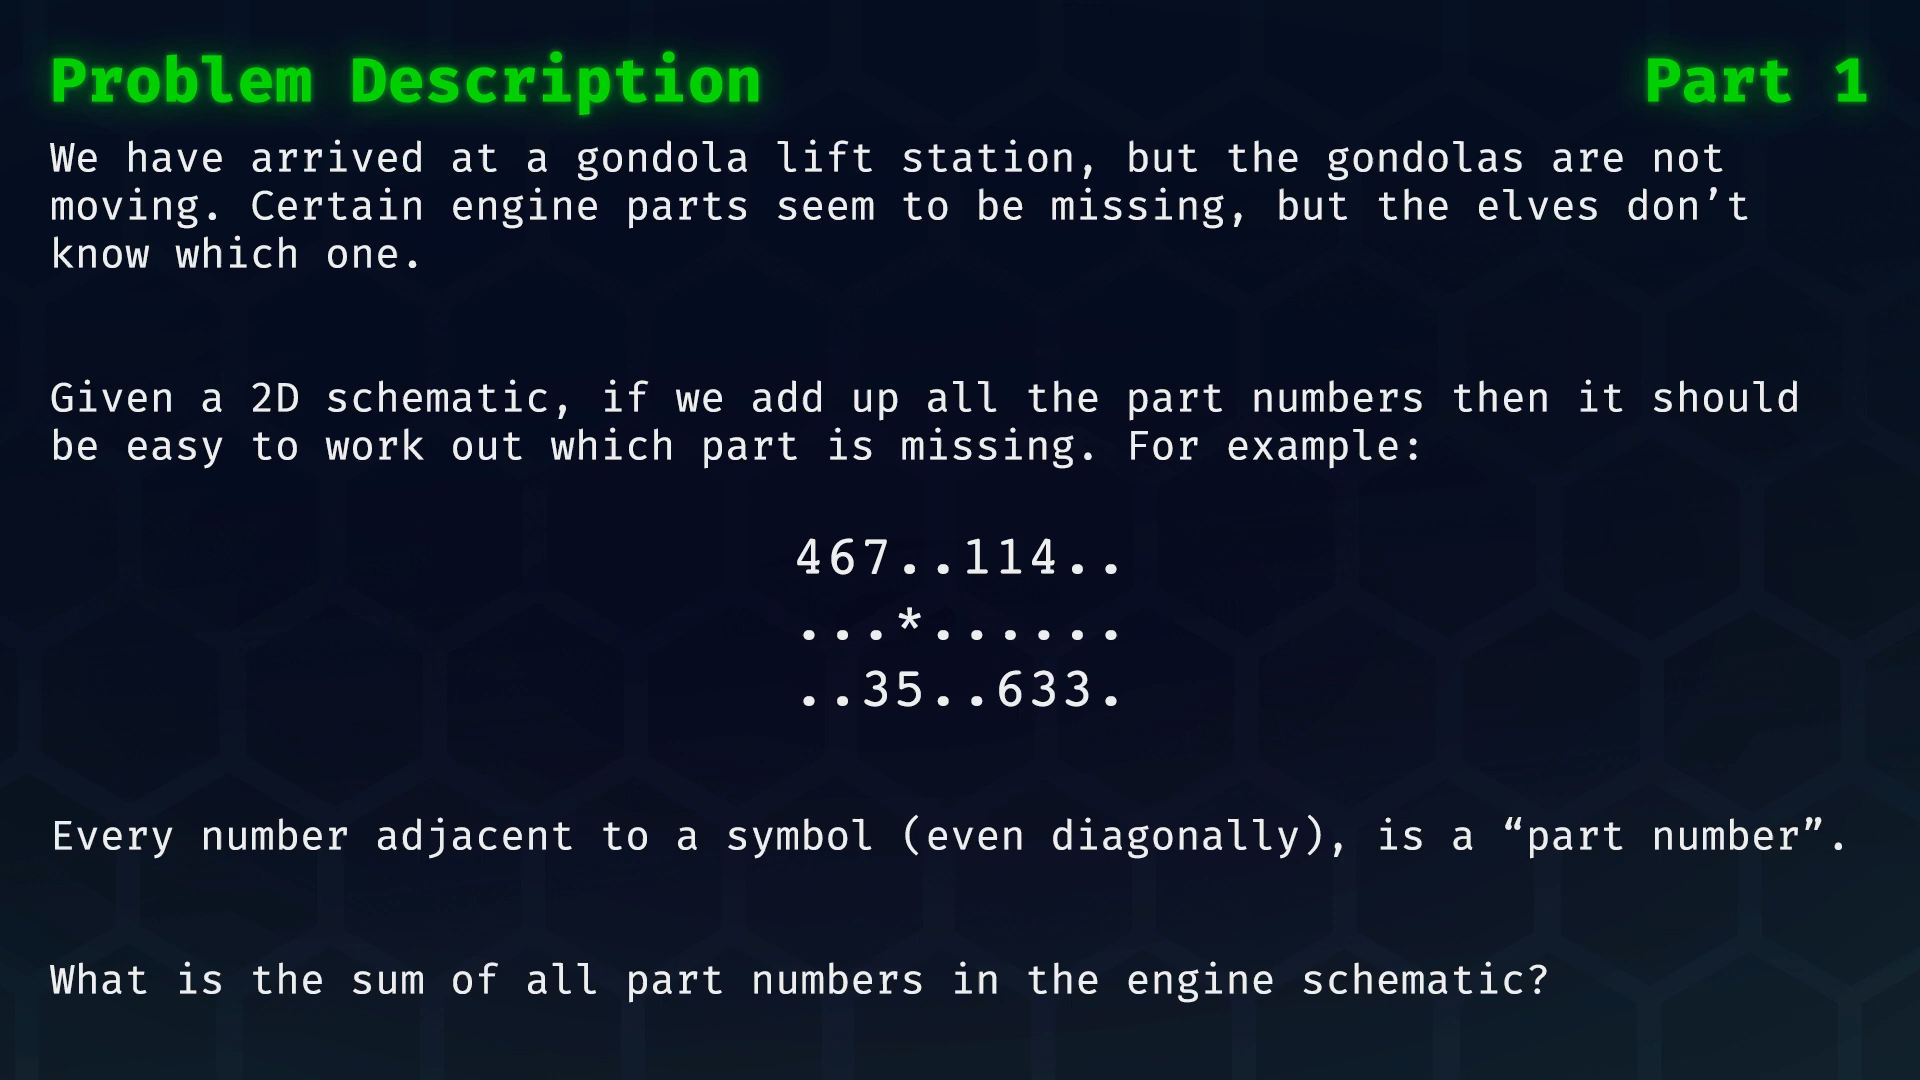 Problem Description
Part 1
We have arrived at a gondola lift station, but the gondolas are not
moving. Certain engine parts seem to be missing, but the elves don’t
know which one.
Given a 2D schematic, if we add up all the part numbers then it should
be easy to work out which part is missing. For example:
467..114..
...*......
..35..633.
Every number adjacent to a symbol (even diagonally), is a “part number”.
What is the sum of all part numbers in the engine schematic?